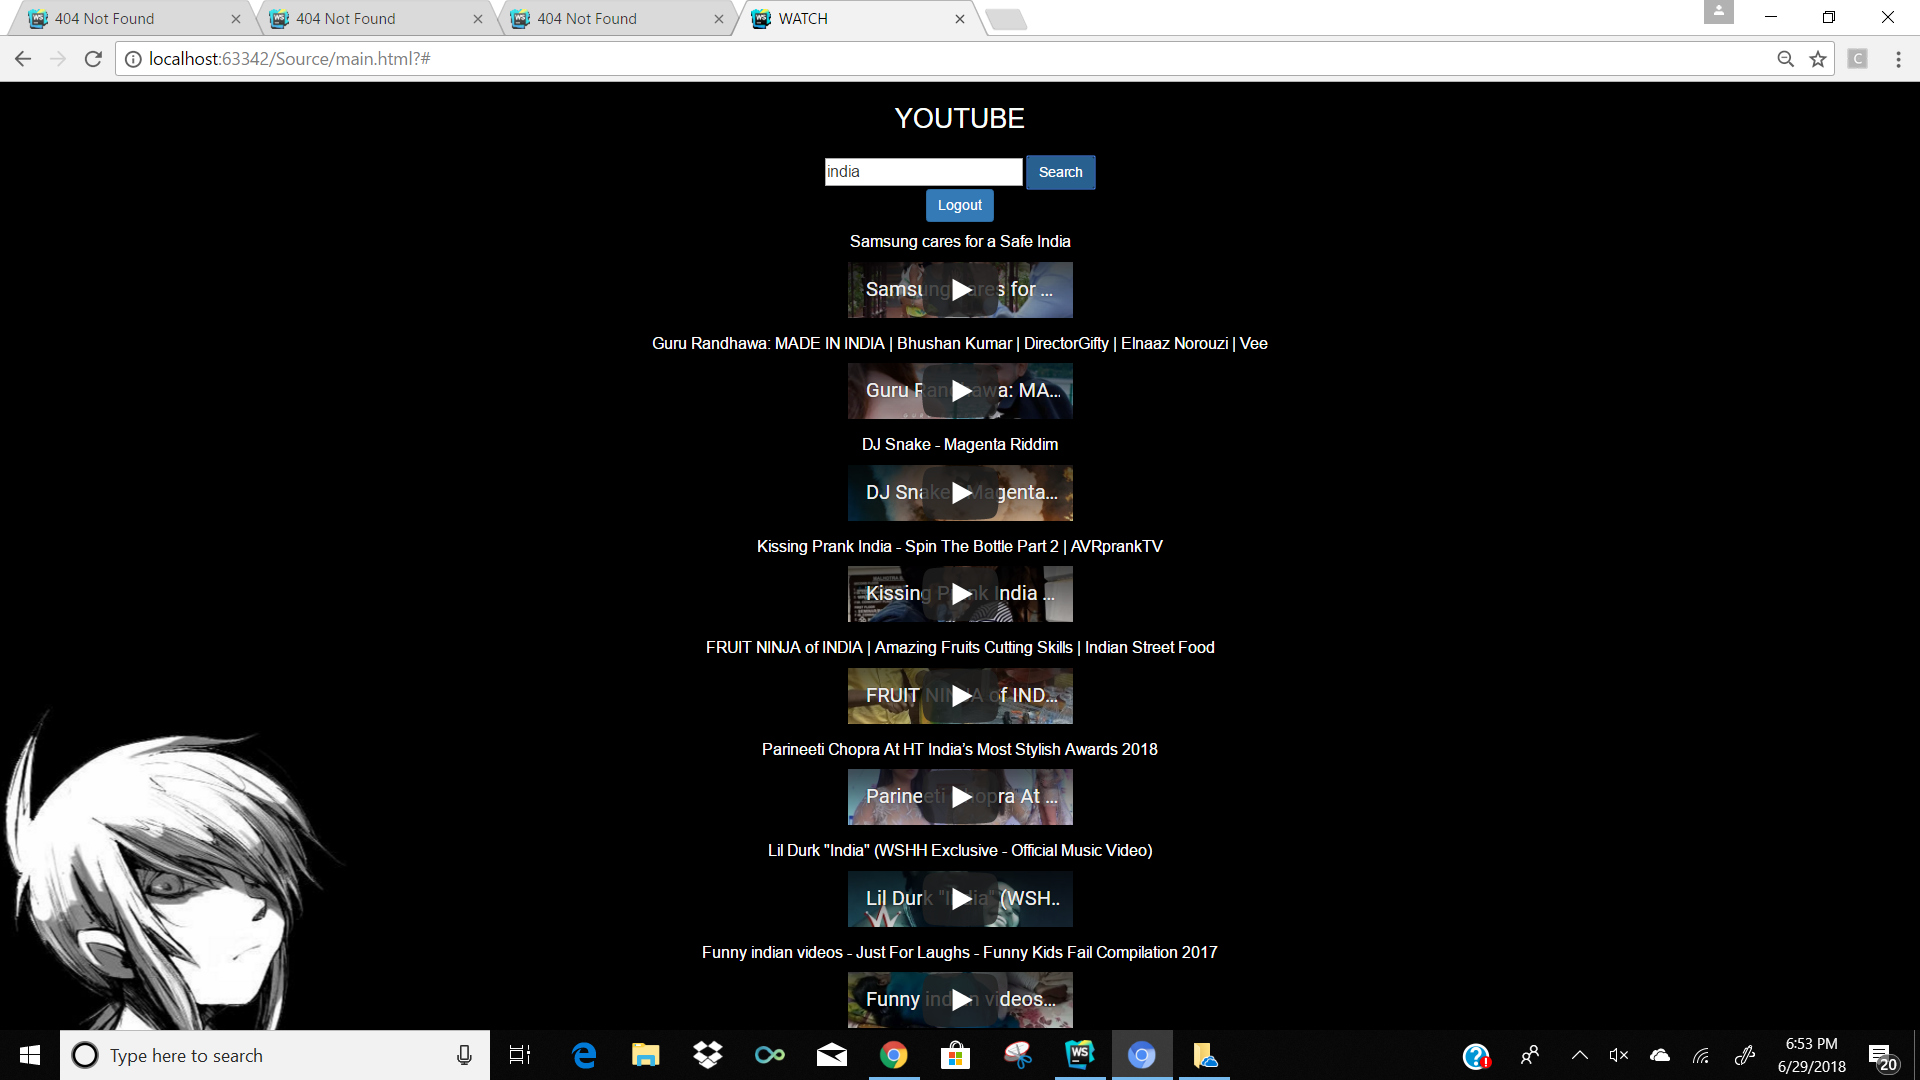 404 Not Found
404 Not Found
404 Not Found
WATCH
localhost:63342/Source/main.html?#
C
YOUTUBE
india
Search
Logout
Samsung cares for a Safe India
Samsung cares for ...
Guru Randhawa: MADE IN INDIA | Bhushan Kumar | DirectorGifty | Elnaaz Norouzi | Vee
Guru Randhawa: MA...
DJ Snake - Magenta Riddim
DJ Snake - Magenta...
Kissing Prank India - Spin The Bottle Part 2 | AVRprankTV
Kissing Prank India ...
FRUIT NINJA of INDIA | Amazing Fruits Cutting Skills | Indian Street Food
FRUIT NINJA of IND...
Parineeti Chopra At HT India’s Most Stylish Awards 2018
Parineeti Chopra At ...
Lil Durk "India" (WSHH Exclusive - Official Music Video)
Lil Durk "India" (WSH...
Funny indian videos - Just For Laughs - Funny Kids Fail Compilation 2017
Funny indian videos...
Type here to search
WS
6:53 PM
6/29/2018
20